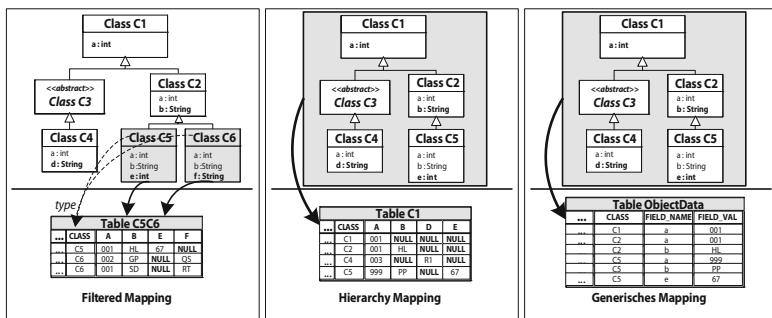 Class C1
a : int
<<abstract>>
Class C3
Class C2
a : int
b : String
Class C4
a : int
d : String
Class C5
a : int
b :String
e : int
Class C6
a : int
b :String
f : String
type
Table C5C6
... CLASS A B E F
... C5 001 HL 67 NULL
... C6 002 GP NULL QS
... C6 001 SD NULL RT
Filtered Mapping
Class C1
a : int
<<abstract>>
Class C3
Class C2
a : int
b : String
Class C4
a : int
d : String
Class C5
a : int
b :String
e : int
Table C1
... CLASS A B D E
... C1 001 NULL NULL NULL
... C2 001 HL NULL NULL
... C4 003 NULL R1 NULL
... C5 999 PP NULL 67
Hierarchy Mapping
Class C1
a : int
<<abstract>>
Class C3
Class C2
a : int
b : String
Class C4
a : int
d : String
Class C5
a : int
b :String
e : int
Table ObjectData
... CLASS FIELD_NAME FIELD_VAL
... C1 a 001
... C2 a 001
... C2 b HL
... C5 a 999
... C5 b PP
... C5 e 67
Generisches Mapping